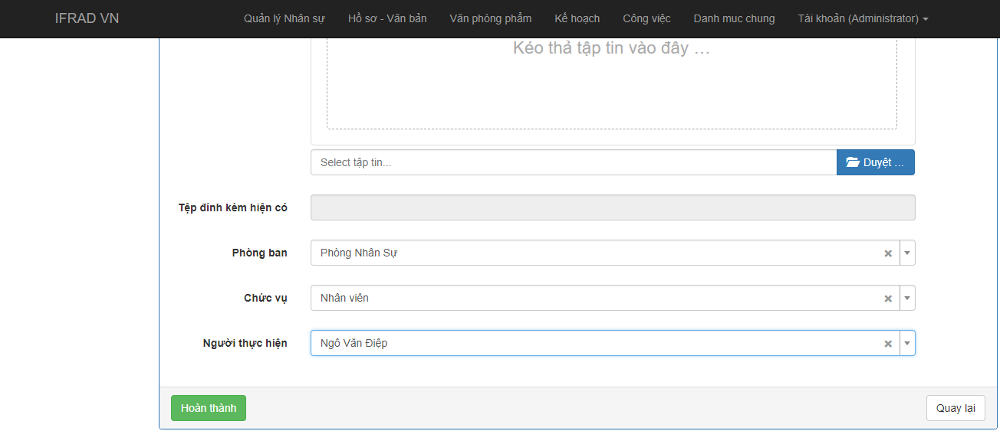 IFRAD VN Quản lý Nhân sự Hồ sơ - Văn bản Văn phòng phẩm Kế hoạch Công việc Danh mục chung Tài khoản (Administrator)
Kéo thả tập tin vào đây …
Select tập tin...
Duyệt …
Tệp đính kèm hiện có
Phòng ban Phòng Nhân Sự
Chức vụ Nhân viên
Người thực hiện Ngô Văn Điệp
Hoàn thành Quay lại